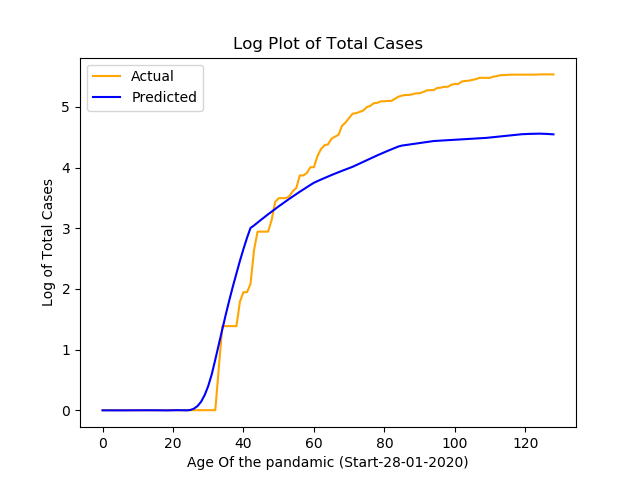 Log Plot of Total Cases
Actual
Predicted
Log of Total Cases
5
4
3
2
1
0
0 20 40 60 80 100 120
Age Of the pandamic (Start-28-01-2020)